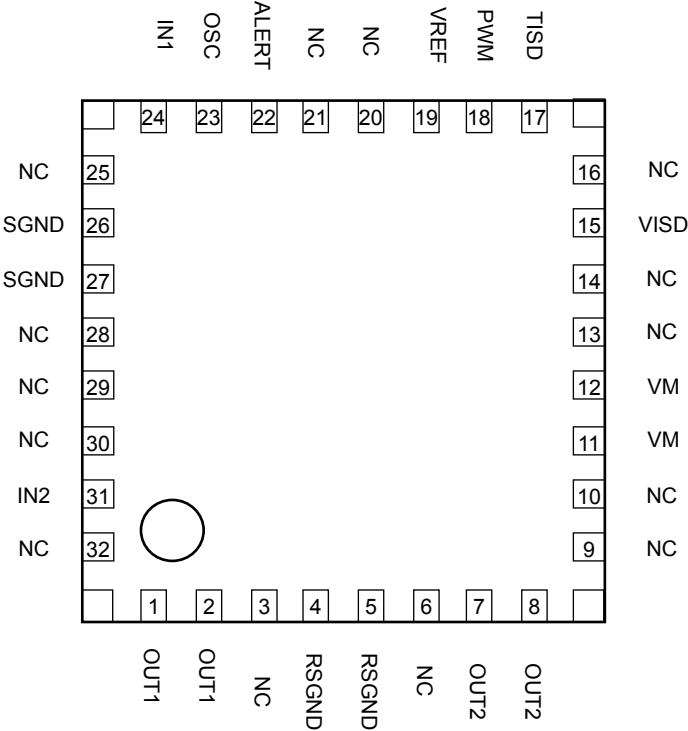 IN1 OSC ALERT NC NC VREF PWM TISD
24 23 22 21 20 19 18 17
NC 25 16 NC
SGND 26 15 VISD
SGND 27 14 NC
NC 28 13 NC
NC 29 12 VM
NC 30 11 VM
IN2 31 10 NC
NC 32 9 NC
1 2 3 4 5 6 7 8
OUT1 OUT1 NC RSGND RSGND NC OUT2 OUT2